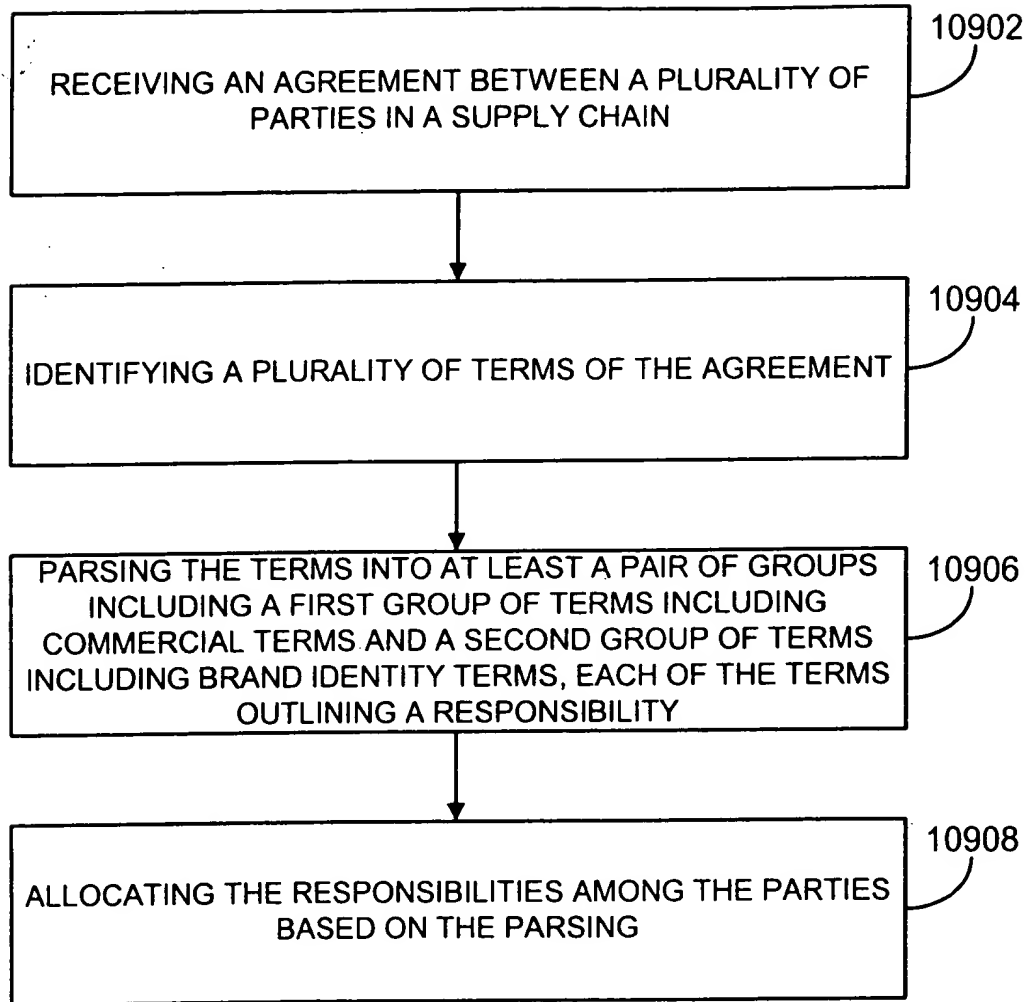 10902
RECEIVING AN AGREEMENT BETWEEN A PLURALITY OF
PARTIES IN A SUPPLY CHAIN
10904
IDENTIFYING A PLURALITY OF TERMS OF THE AGREEMENT
10906
PARSING THE TERMS INTO AT LEAST A PAIR OF GROUPS
INCLUDING A FIRST GROUP OF TERMS INCLUDING
COMMERCIAL TERMS AND A SECOND GROUP OF TERMS
INCLUDING BRAND IDENTITY TERMS, EACH OF THE TERMS
OUTLINING A RESPONSIBILITY
10908
ALLOCATING THE RESPONSIBILITIES AMONG THE PARTIES
BASED ON THE PARSING